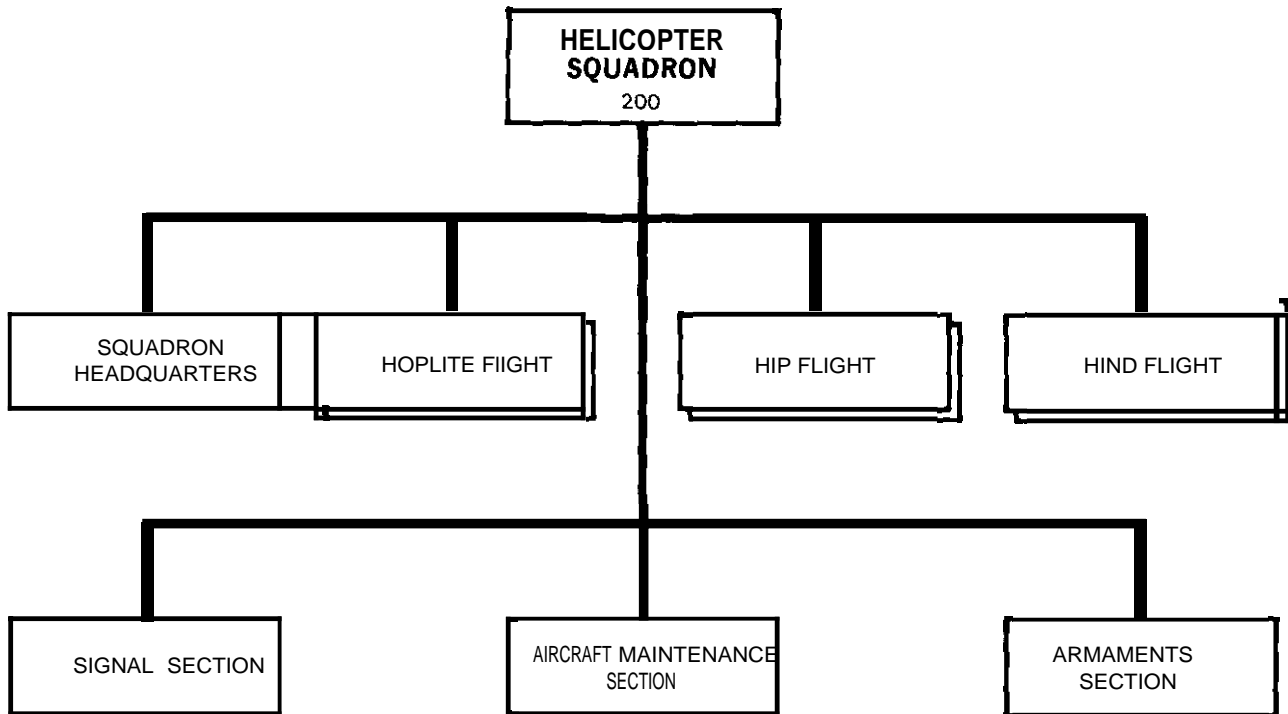 HELICOPTER
SQUADRON
200
SQUADRON
HEADQUARTERS
HOPLITE FIIGHT
HIP FLIGHT
HIND FLIGHT
SIGNAL SECTION
AIRCRAFT MAINTENANCE
SECTION
ARMAMENTS
SECTION